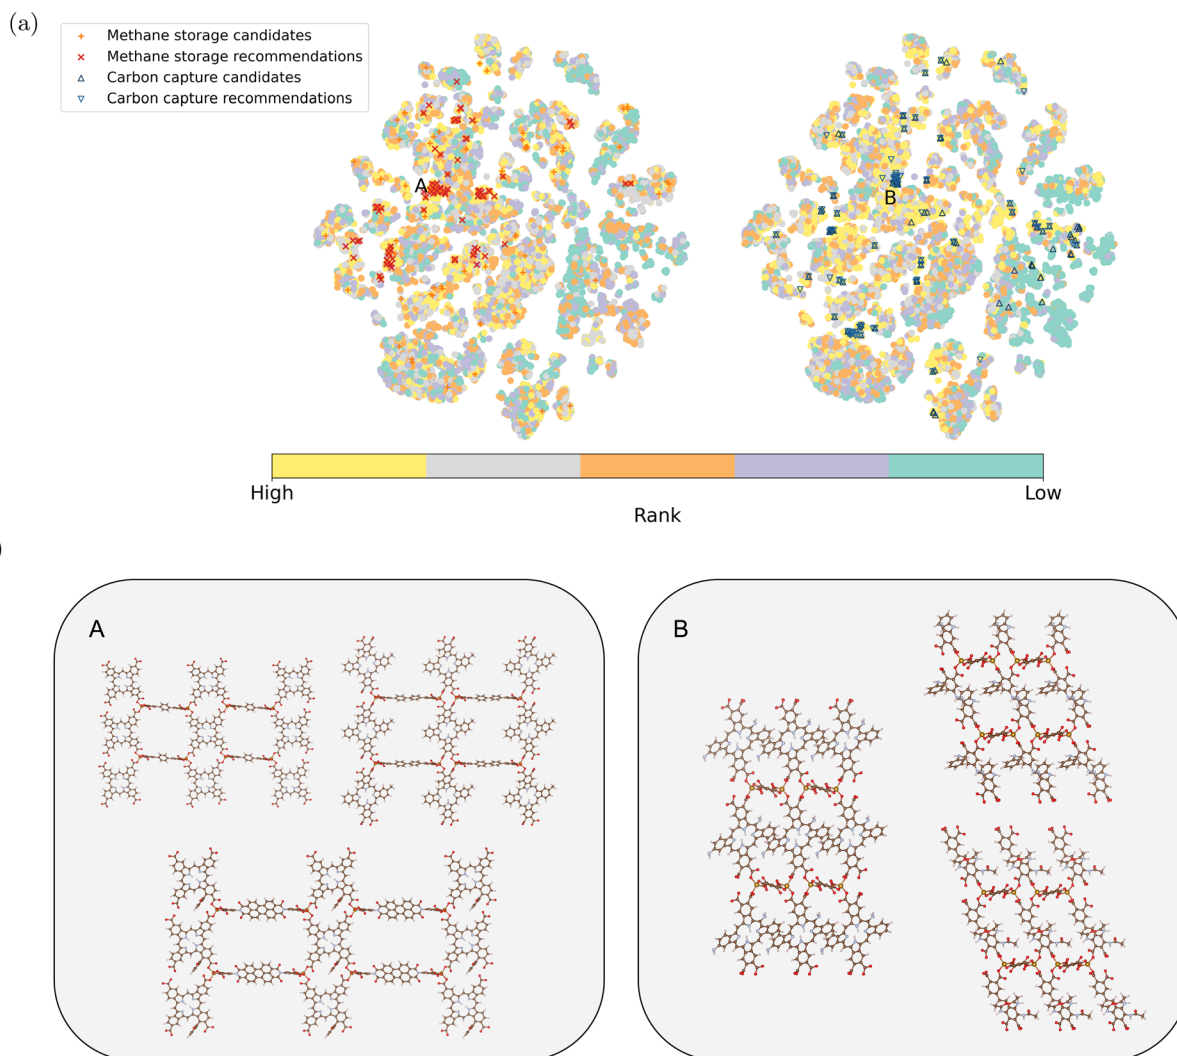 (a)
Methane storage candidates
Methane storage recommendations
Carbon capture candidates
Carbon capture recommendations
A
B
High
Low
Rank
)
A
B